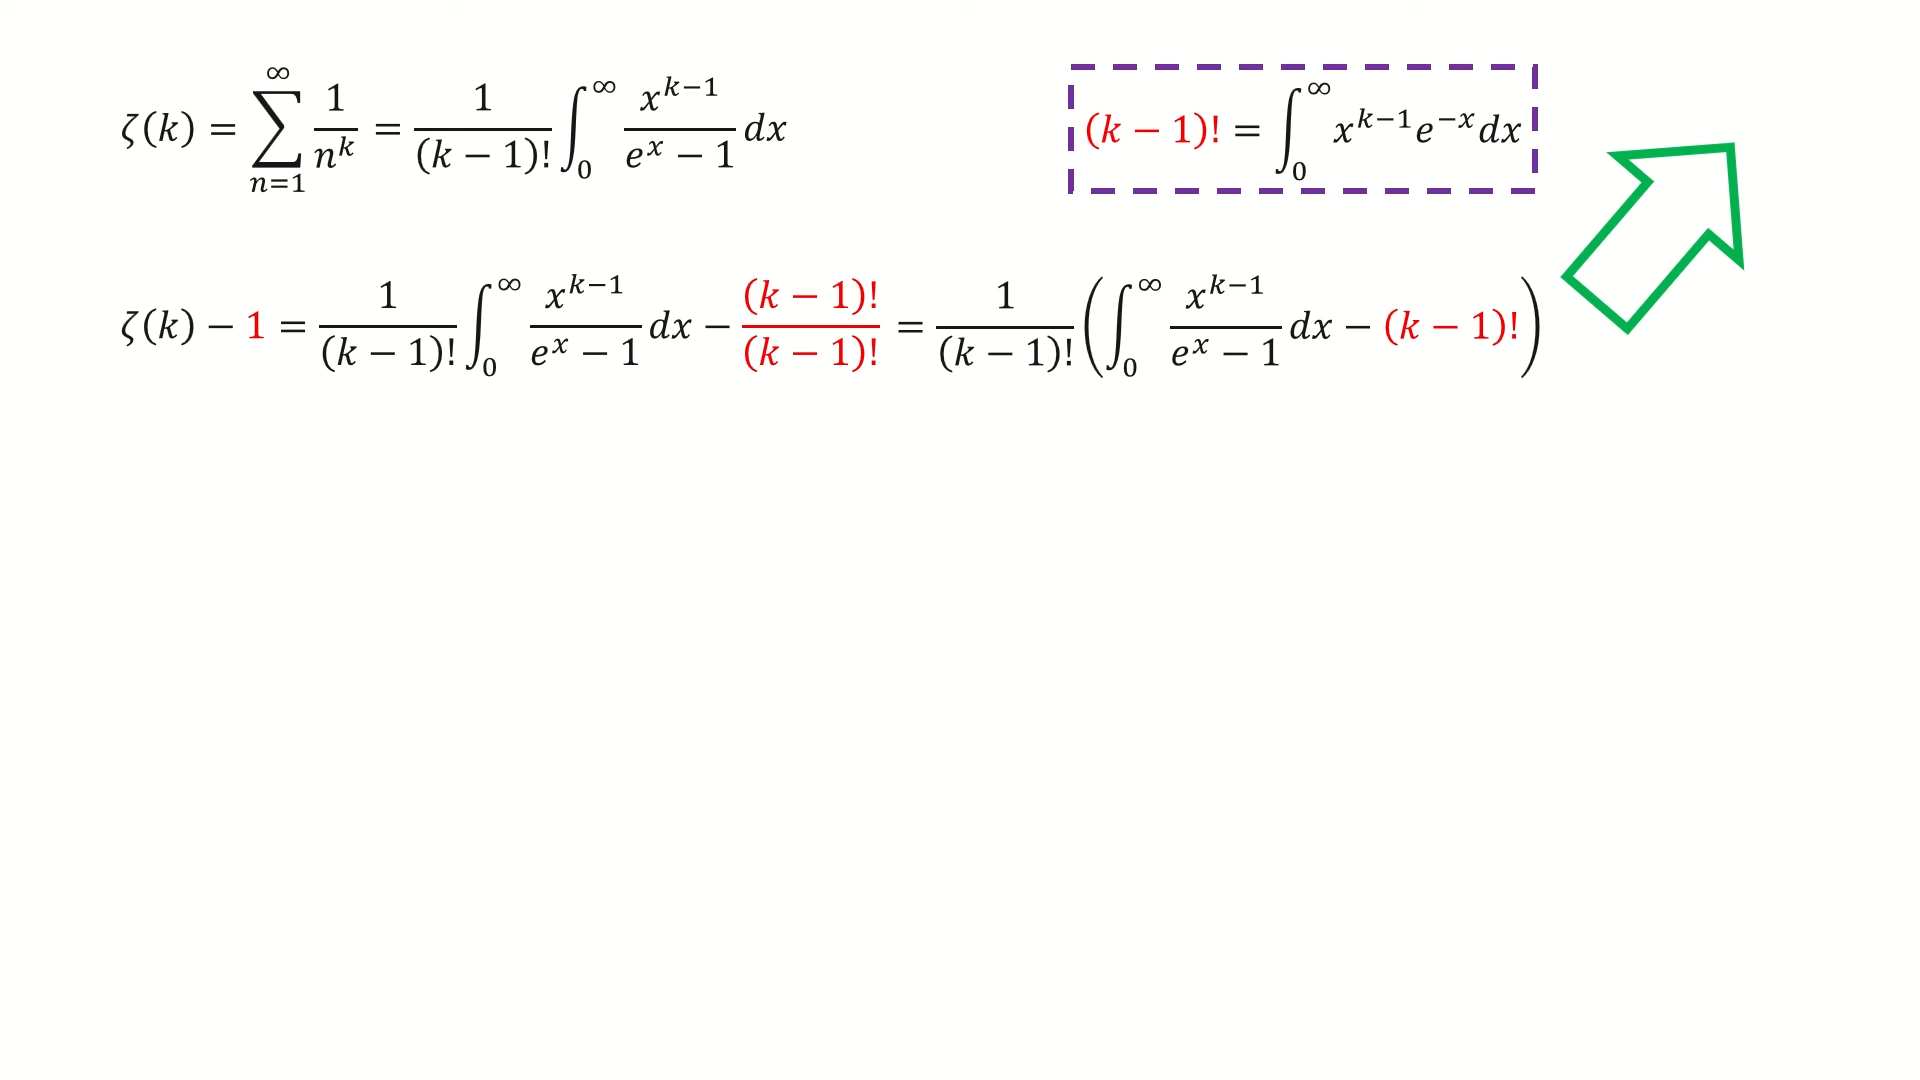 ζ(k) = ∑_{n=1}^{∞} 1/n^k = 1/(k − 1)! ∫_0^∞ x^{k−1}/(e^x − 1) dx
(k − 1)! = ∫_0^∞ x^{k−1}e^{−x}dx
ζ(k) − 1 = 1/(k − 1)! ∫_0^∞ x^{k−1}/(e^x − 1) dx − (k − 1)!/(k − 1)! = 1/(k − 1)! (∫_0^∞ x^{k−1}/(e^x − 1) dx − (k − 1)!)